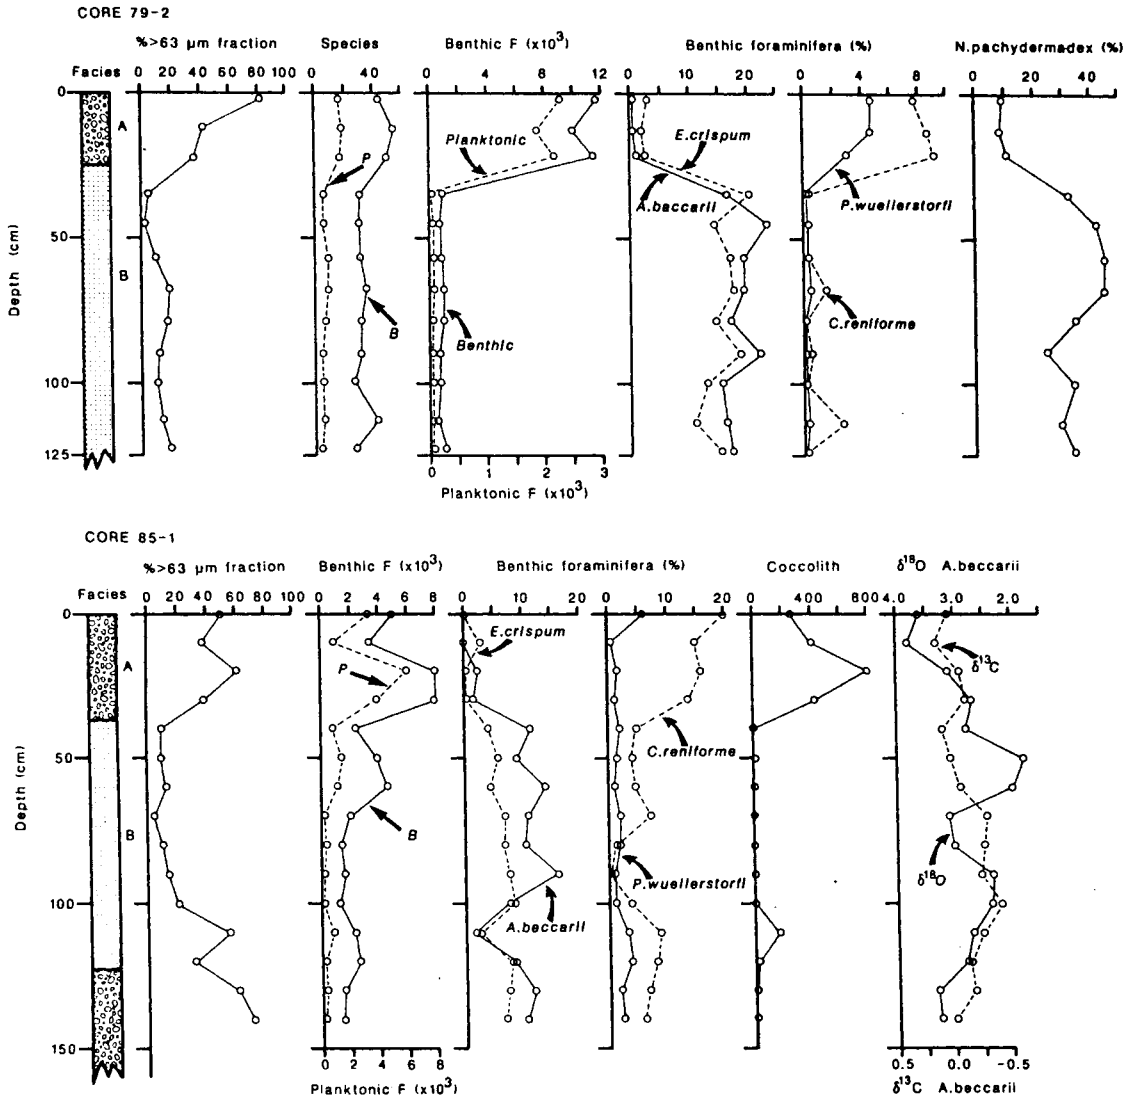 CORE 79-2
%>63 µm fraction Species Benthic F (x10³) Benthic foraminifera (%) N.pachydermadex (%)
Facies 0 20 40 60 80 100 0 40 0 4 8 12 0 10 20 0 4 8 0 20 40
0
A
Planktonic
E.crispum
P
A.baccarii
P.wuellerstorfi
50
B
C.reniforme
B
Benthic
Depth (cm)
100
125
0 1 2 3
Planktonic F (x10³)
CORE 85-1
%>63 µm fraction Benthic F (x10³) Benthic foraminifera (%) Coccolith δ¹⁸O A.beccarii
Facies 0 20 40 60 80 100 0 2 4 6 8 0 5 10 15 20 0 10 20 0 400 800 4.0 3.0 2.0
0
E.crispum
A
P
δ¹³C
C.reniforme
50
B
B
Depth (cm)
P.wuellerstorfi
δ¹⁸O
A.beccarii
100
150
0 2 4 6 8 0.5 0.0 -0.5
Planktonic F (x10³) δ¹³C A.beccarii